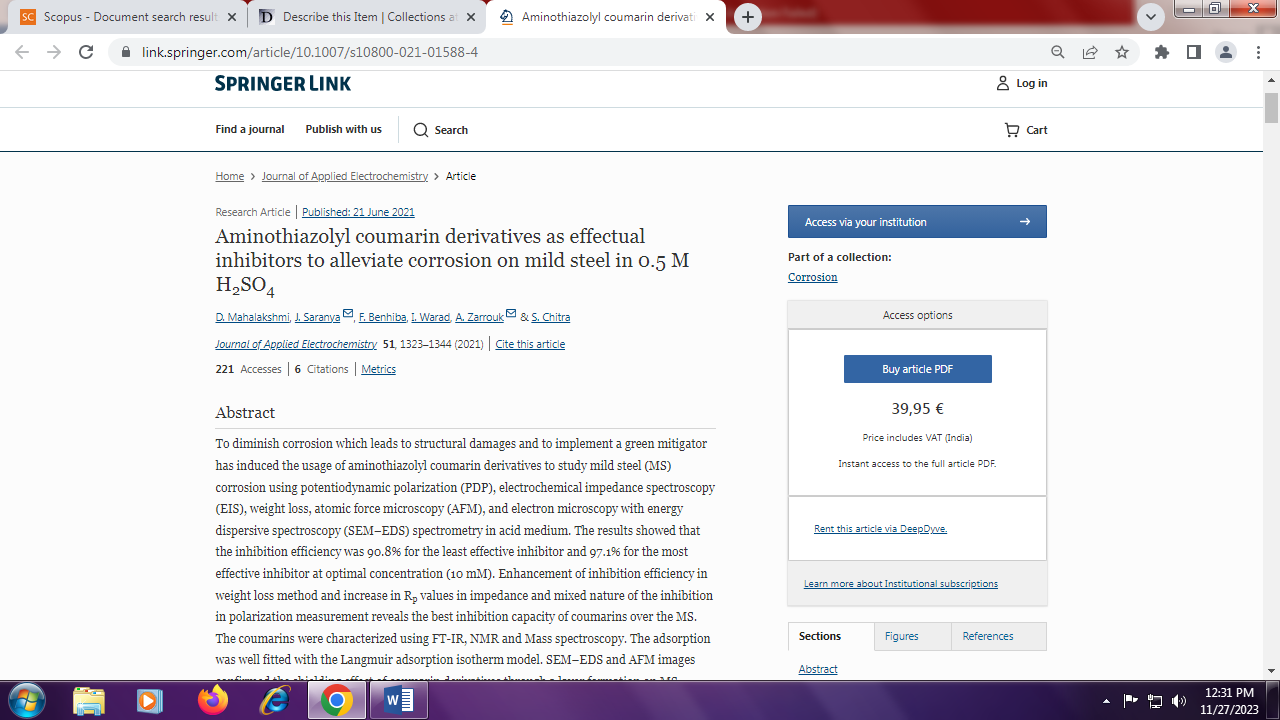 Scopus - Document search result
Describe this Item | Collections a
Aminothiazolyl coumarin derivati
link.springer.com/article/10.1007/s10800-021-01588-4
SPRINGER LINK
Log in
Find a journal Publish with us Search Cart
Home > Journal of Applied Electrochemistry > Article
Research Article | Published: 21 June 2021
Aminothiazolyl coumarin derivatives as effectual
inhibitors to alleviate corrosion on mild steel in 0.5 M
H2SO4
D. Mahalakshmi, J. Saranya, F. Benhiba, I. Warad, A. Zarrouk & S. Chitra
Journal of Applied Electrochemistry 51, 1323–1344 (2021) | Cite this article
221 Accesses | 6 Citations | Metrics
Abstract
To diminish corrosion which leads to structural damages and to implement a green mitigator
has induced the usage of aminothiazolyl coumarin derivatives to study mild steel (MS)
corrosion using potentiodynamic polarization (PDP), electrochemical impedance spectroscopy
(EIS), weight loss, atomic force microscopy (AFM), and electron microscopy with energy
dispersive spectroscopy (SEM–EDS) spectrometry in acid medium. The results showed that
the inhibition efficiency was 90.8% for the least effective inhibitor and 97.1% for the most
effective inhibitor at optimal concentration (10 mM). Enhancement of inhibition efficiency in
weight loss method and increase in Rp values in impedance and mixed nature of the inhibition
in polarization measurement reveals the best inhibition capacity of coumarins over the MS.
The coumarins were characterized using FT-IR, NMR and Mass spectroscopy. The adsorption
was well fitted with the Langmuir adsorption isotherm model. SEM–EDS and AFM images
confirmed the shielding effect of coumarin derivatives through a layer formation on MS
Access via your institution →
Part of a collection:
Corrosion
Access options
Buy article PDF
39,95 €
Price includes VAT (India)
Instant access to the full article PDF.
Rent this article via DeepDyve.
Learn more about Institutional subscriptions
Sections Figures References
Abstract
12:31 PM
11/27/2023